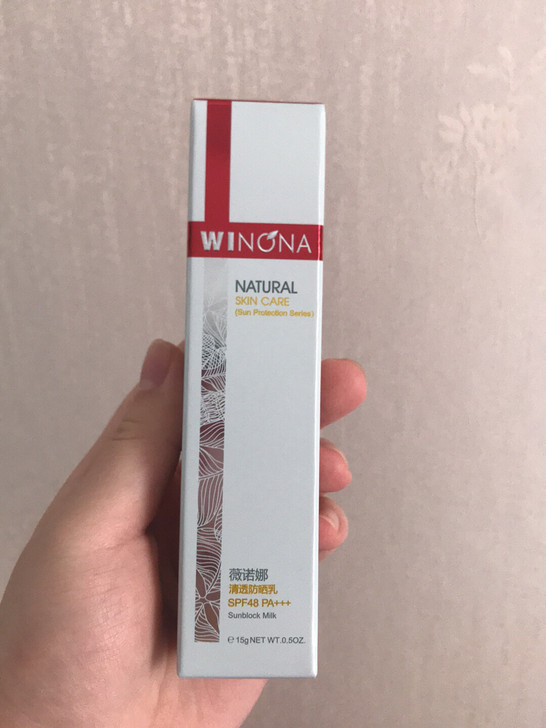 WINONA
NATURAL
SKIN CARE
(Sun Protection Series)
薇诺娜
清透防晒乳
SPF48 PA+++
Sunblock Milk
℮ 15g NET WT.0.5OZ.